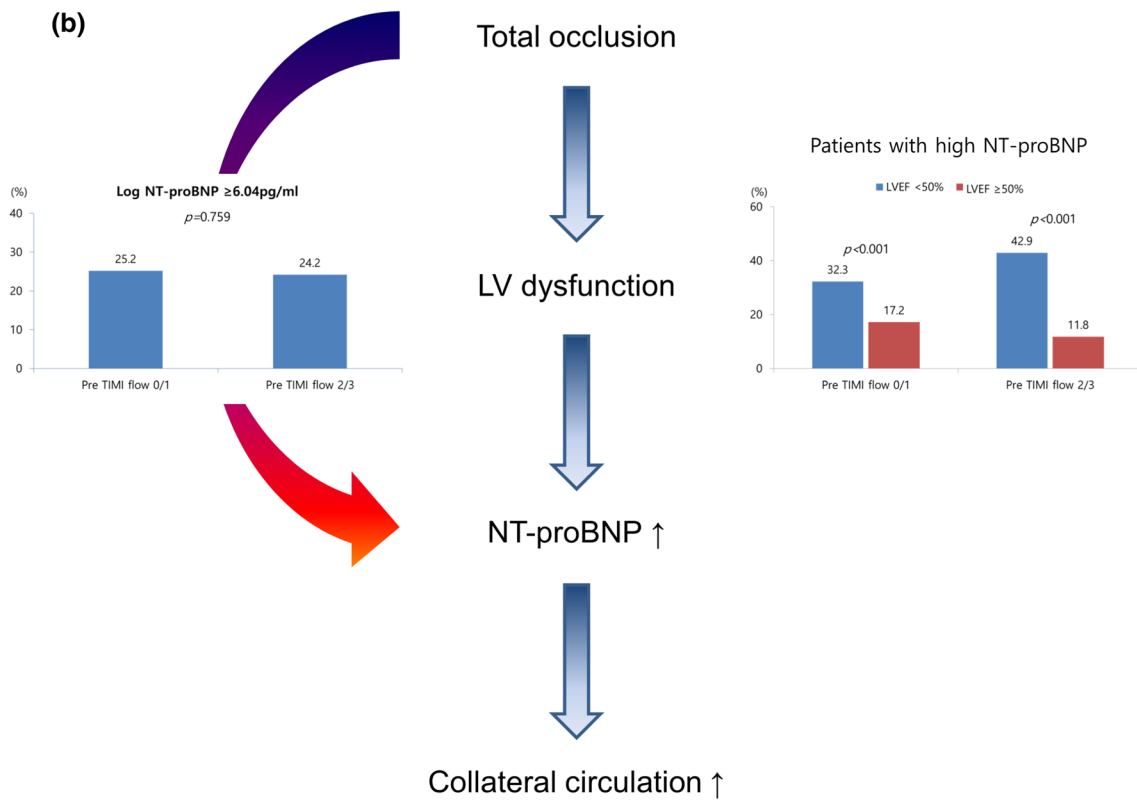 (b)
Total occlusion
LV dysfunction
NT-proBNP ↑
Collateral circulation ↑
Log NT-proBNP ≥6.04pg/ml
(%)
p=0.759
40
30
20
10
0
25.2
24.2
Pre TIMI flow 0/1
Pre TIMI flow 2/3
Patients with high NT-proBNP
(%)
LVEF <50%
LVEF ≥50%
60
40
20
0
p<0.001
p<0.001
32.3
17.2
42.9
11.8
Pre TIMI flow 0/1
Pre TIMI flow 2/3